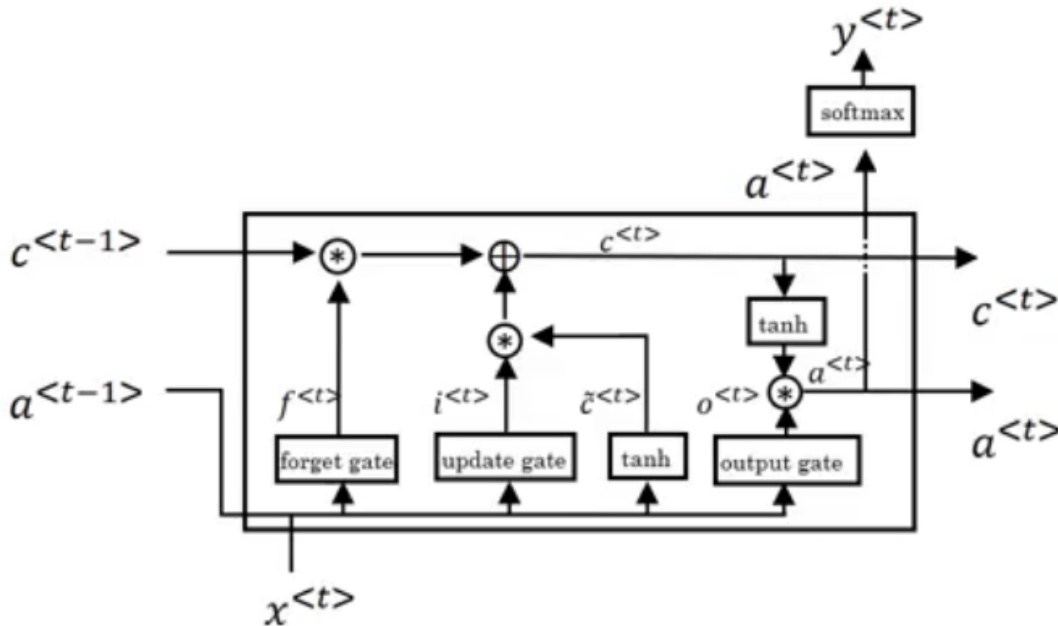 y<t>
softmax
a<t>
c<t-1>
c<t>
c<t>
tanh
a<t-1>
f<t>
i<t>
c̃<t>
o<t>
a<t>
a<t>
forget gate
update gate
tanh
output gate
x<t>